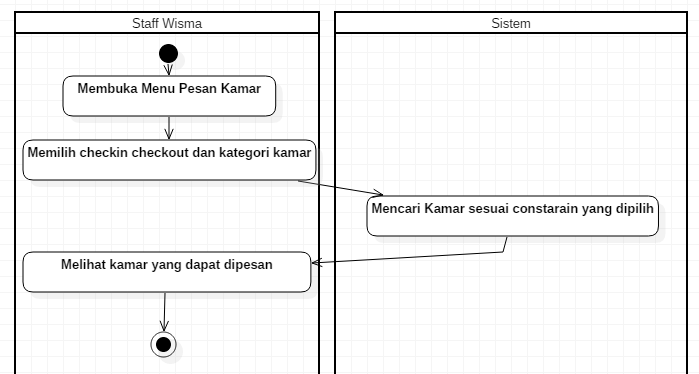 Staff Wisma
Sistem
Membuka Menu Pesan Kamar
Memilih checkin checkout dan kategori kamar
Mencari Kamar sesuai constarain yang dipilih
Melihat kamar yang dapat dipesan